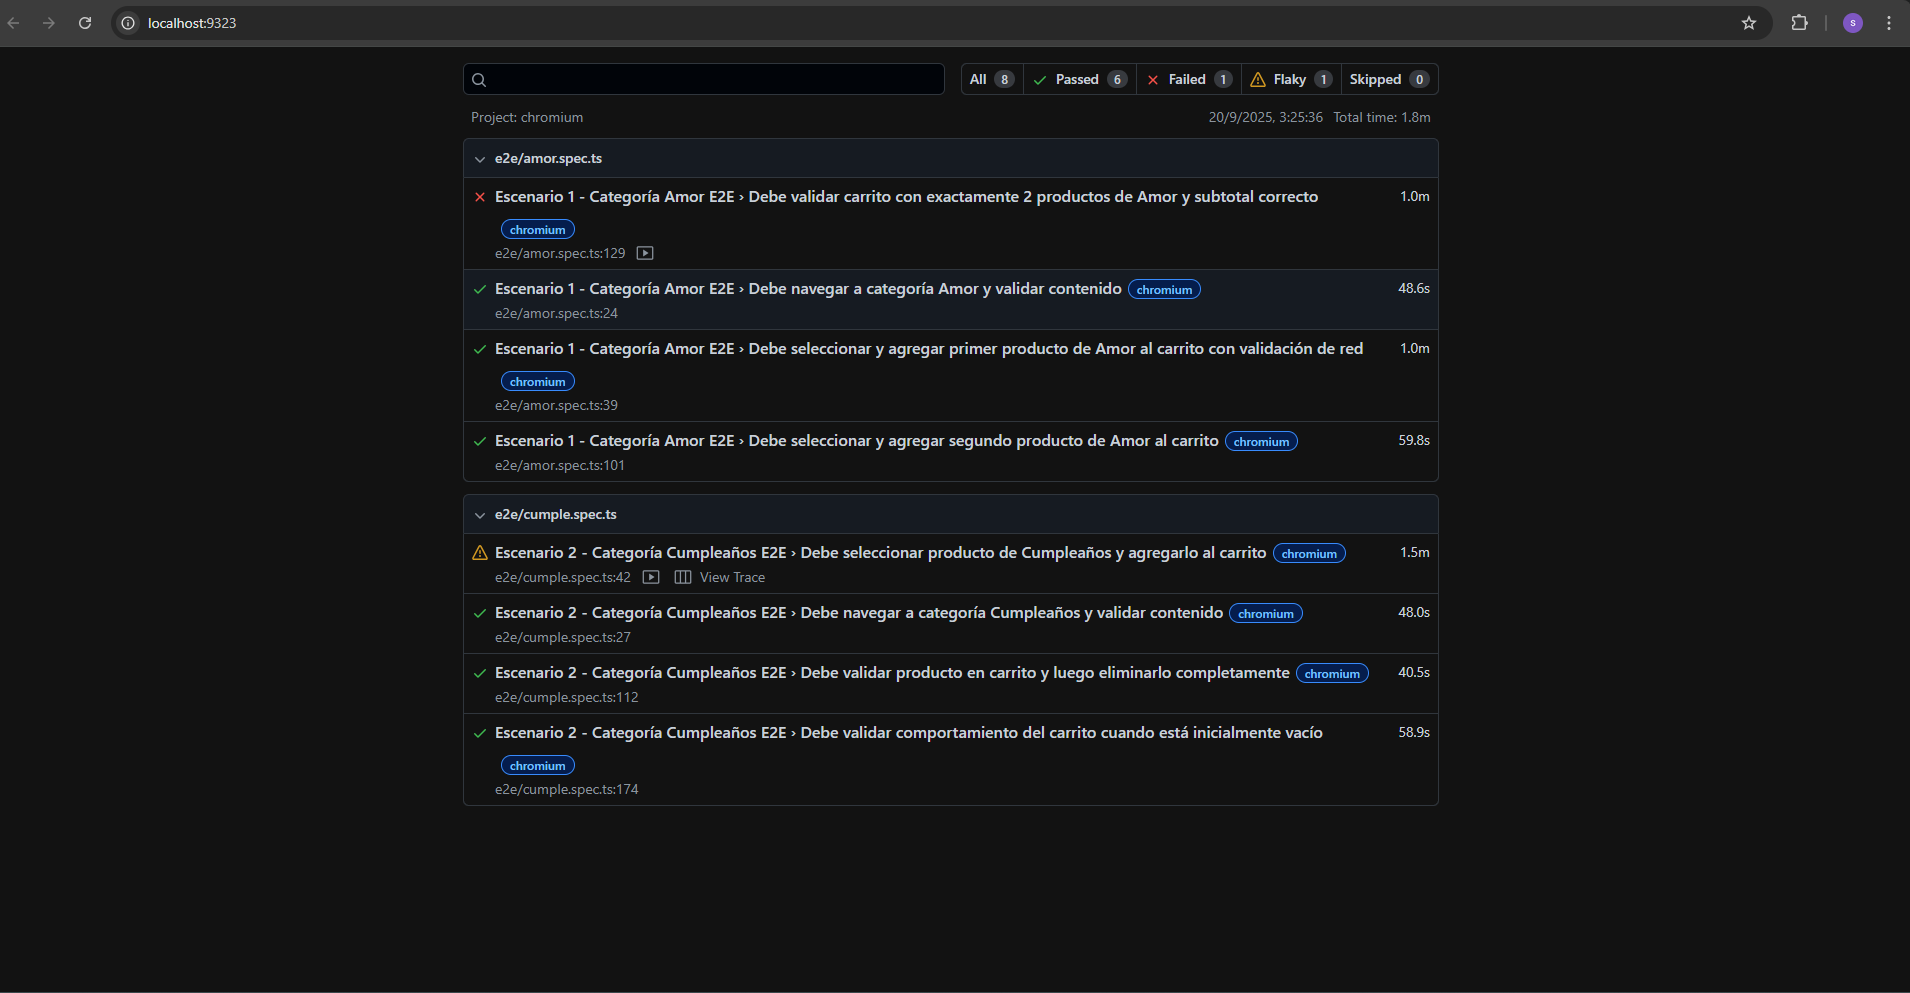 localhost:9323
S
All 8 Passed 6 Failed 1 Flaky 1 Skipped 0
Project: chromium 20/9/2025, 3:25:36 Total time: 1.8m
e2e/amor.spec.ts
Escenario 1 - Categoría Amor E2E › Debe validar carrito con exactamente 2 productos de Amor y subtotal correcto 1.0m
chromium
e2e/amor.spec.ts:129
Escenario 1 - Categoría Amor E2E › Debe navegar a categoría Amor y validar contenido chromium 48.6s
e2e/amor.spec.ts:24
Escenario 1 - Categoría Amor E2E › Debe seleccionar y agregar primer producto de Amor al carrito con validación de red 1.0m
chromium
e2e/amor.spec.ts:39
Escenario 1 - Categoría Amor E2E › Debe seleccionar y agregar segundo producto de Amor al carrito chromium 59.8s
e2e/amor.spec.ts:101
e2e/cumple.spec.ts
Escenario 2 - Categoría Cumpleaños E2E › Debe seleccionar producto de Cumpleaños y agregarlo al carrito chromium 1.5m
e2e/cumple.spec.ts:42 View Trace
Escenario 2 - Categoría Cumpleaños E2E › Debe navegar a categoría Cumpleaños y validar contenido chromium 48.0s
e2e/cumple.spec.ts:27
Escenario 2 - Categoría Cumpleaños E2E › Debe validar producto en carrito y luego eliminarlo completamente chromium 40.5s
e2e/cumple.spec.ts:112
Escenario 2 - Categoría Cumpleaños E2E › Debe validar comportamiento del carrito cuando está inicialmente vacío 58.9s
chromium
e2e/cumple.spec.ts:174